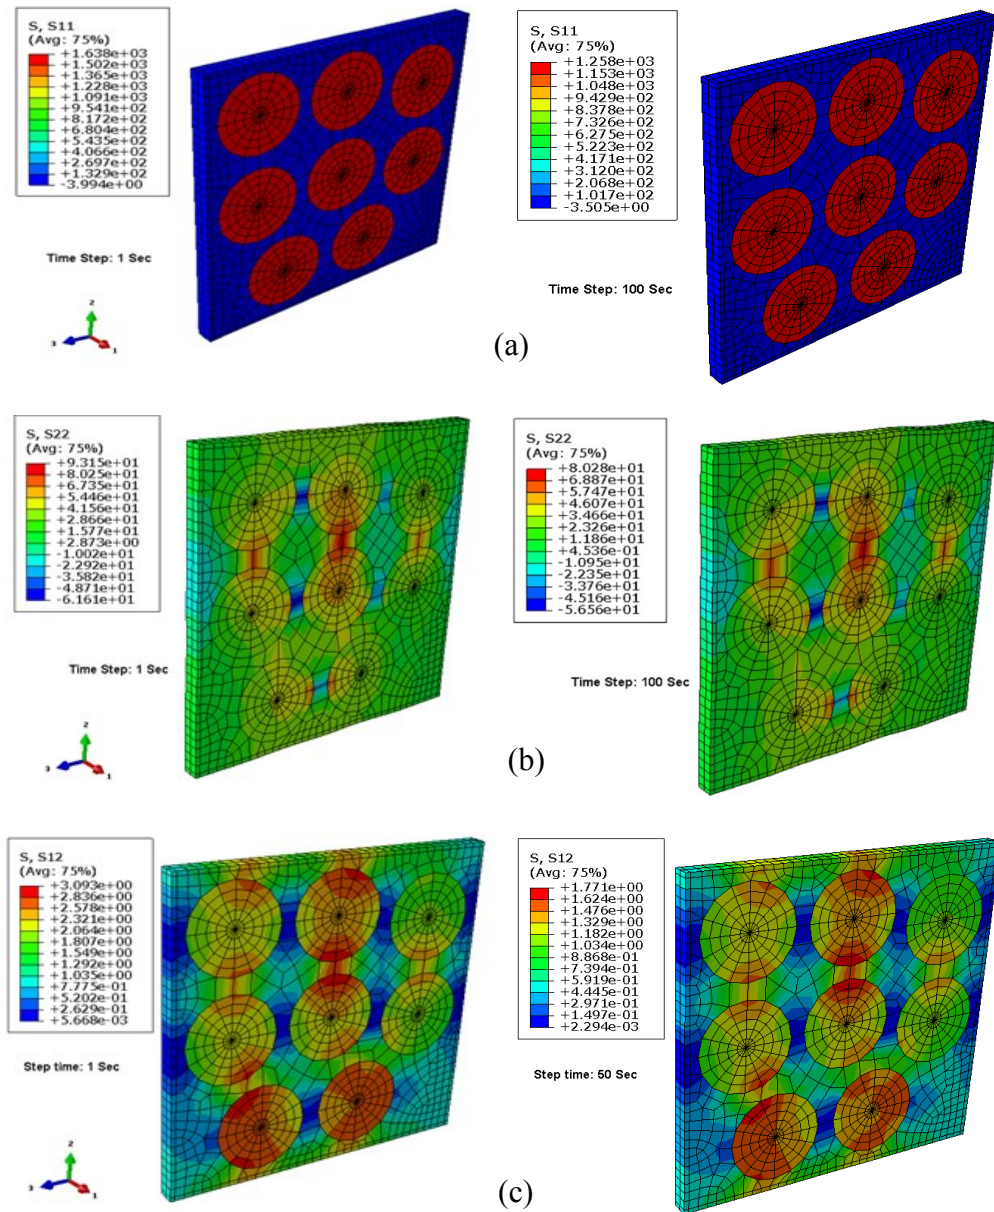 S, S11
(Avg: 75%)
+1.638e+03
+1.502e+03
+1.365e+03
+1.228e+03
+1.091e+03
+9.541e+02
+8.172e+02
+6.804e+02
+5.435e+02
+4.066e+02
+2.697e+02
+1.329e+02
-3.994e+00
Time Step: 1 Sec
2
3
1
S, S11
(Avg: 75%)
+1.258e+03
+1.153e+03
+1.048e+03
+9.429e+02
+8.378e+02
+7.326e+02
+6.275e+02
+5.223e+02
+4.171e+02
+3.120e+02
+2.068e+02
+1.017e+02
-3.505e+00
Time Step: 100 Sec
(a)
S, S22
(Avg: 75%)
+9.315e+01
+8.025e+01
+6.735e+01
+5.446e+01
+4.156e+01
+2.866e+01
+1.577e+01
+2.873e+00
-1.002e+01
-2.292e+01
-3.582e+01
-4.871e+01
-6.161e+01
Time Step: 1 Sec
2
3
1
S, S22
(Avg: 75%)
+8.028e+01
+6.887e+01
+5.747e+01
+4.607e+01
+3.466e+01
+2.326e+01
+1.186e+01
+4.536e-01
-1.095e+01
-2.235e+01
-3.376e+01
-4.516e+01
-5.656e+01
Time Step: 100 Sec
(b)
S, S12
(Avg: 75%)
+3.093e+00
+2.836e+00
+2.578e+00
+2.321e+00
+2.064e+00
+1.807e+00
+1.549e+00
+1.292e+00
+1.035e+00
+7.775e-01
+5.202e-01
+2.629e-01
+5.668e-03
Step time: 1 Sec
2
3
1
S, S12
(Avg: 75%)
+1.771e+00
+1.624e+00
+1.476e+00
+1.329e+00
+1.182e+00
+1.034e+00
+8.868e-01
+7.394e-01
+5.919e-01
+4.445e-01
+2.971e-01
+1.497e-01
+2.294e-03
Step time: 50 Sec
(c)